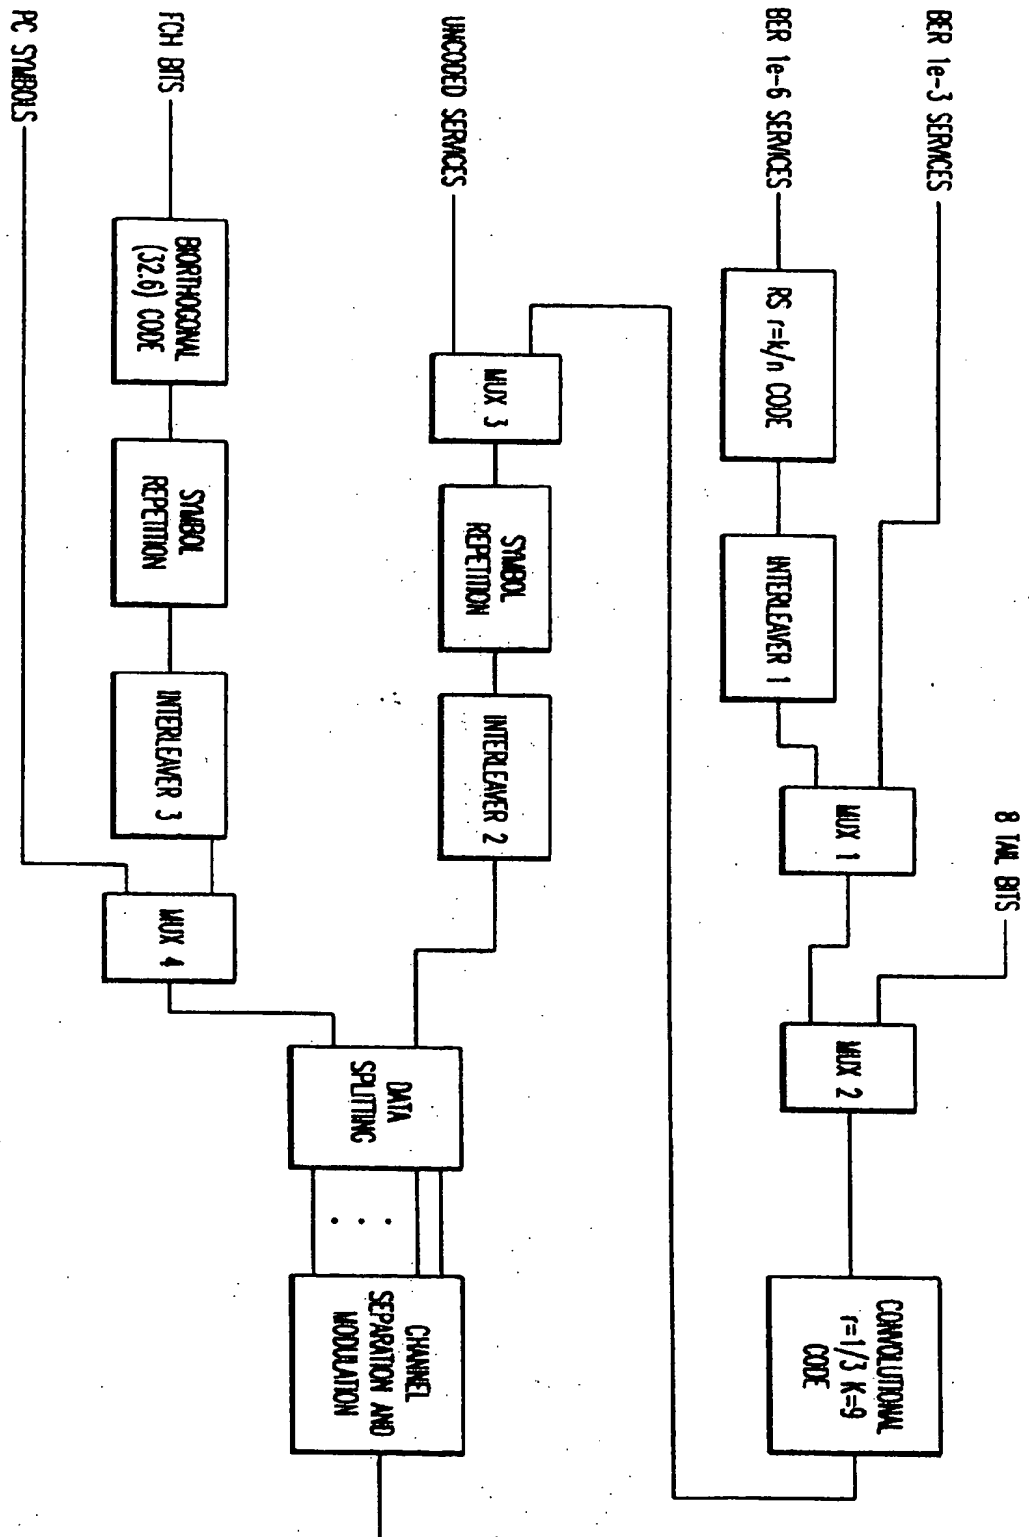 BER 1e-3 SERVICES
8 TAIL BITS
BER 1e-6 SERVICES
RS r=k/n CODE
INTERLEAVER 1
MUX 1
MUX 2
CONVOLUTIONAL
r=1/3 K=9
CODE
UNCODED SERVICES
MUX 3
SYMBOL
REPETITION
INTERLEAVER 2
DATA
SPLITTING
CHANNEL
SEPARATION AND
MODULATION
FCH BITS
BIORTHOGONAL
(32.6) CODE
SYMBOL
REPETITION
INTERLEAVER 3
MUX 4
PC SYMBOLS